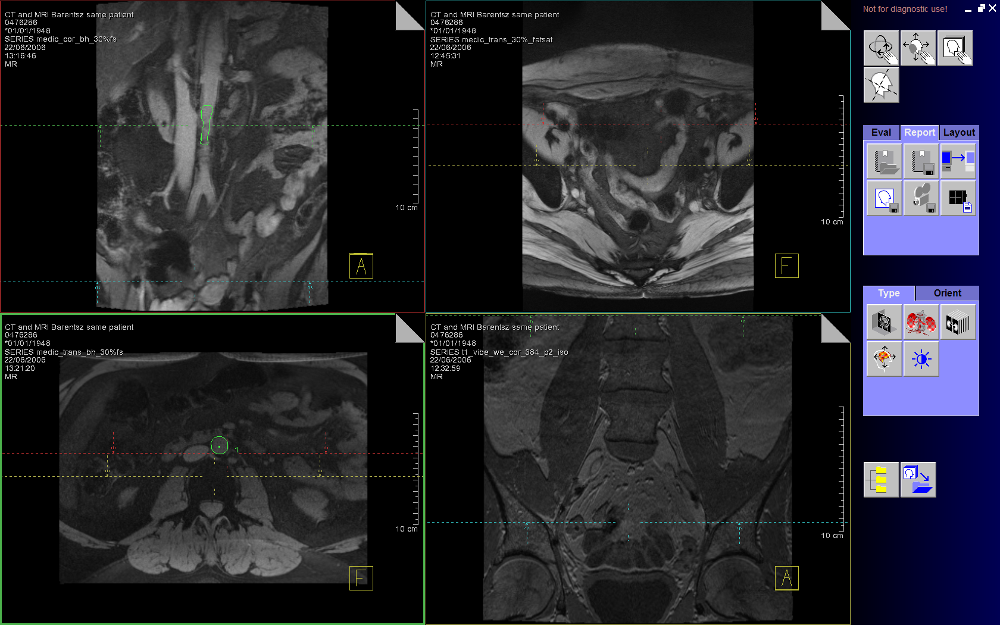 CT and MRI Barentsz same patient
0476286
*01/01/1948
SERIES medic_cor_bh_30%fs
22/06/2006
13:16:46
MR
10 cm
A
CT and MRI Barentsz same patient
0476286
*01/01/1948
SERIES medic_trans_30%_fatsat
22/06/2006
12:45:31
MR
10 cm
F
CT and MRI Barentsz same patient
0476286
*01/01/1948
SERIES medic_trans_bh_30%fs
22/06/2006
13:21:20
MR
1
10 cm
F
CT and MRI Barentsz same patient
0476286
*01/01/1948
SERIES t1_vibe_we_cor_384_p2_iso
22/06/2006
12:32:59
MR
10 cm
A
Not for diagnostic use!
Eval Report Layout
Type Orient